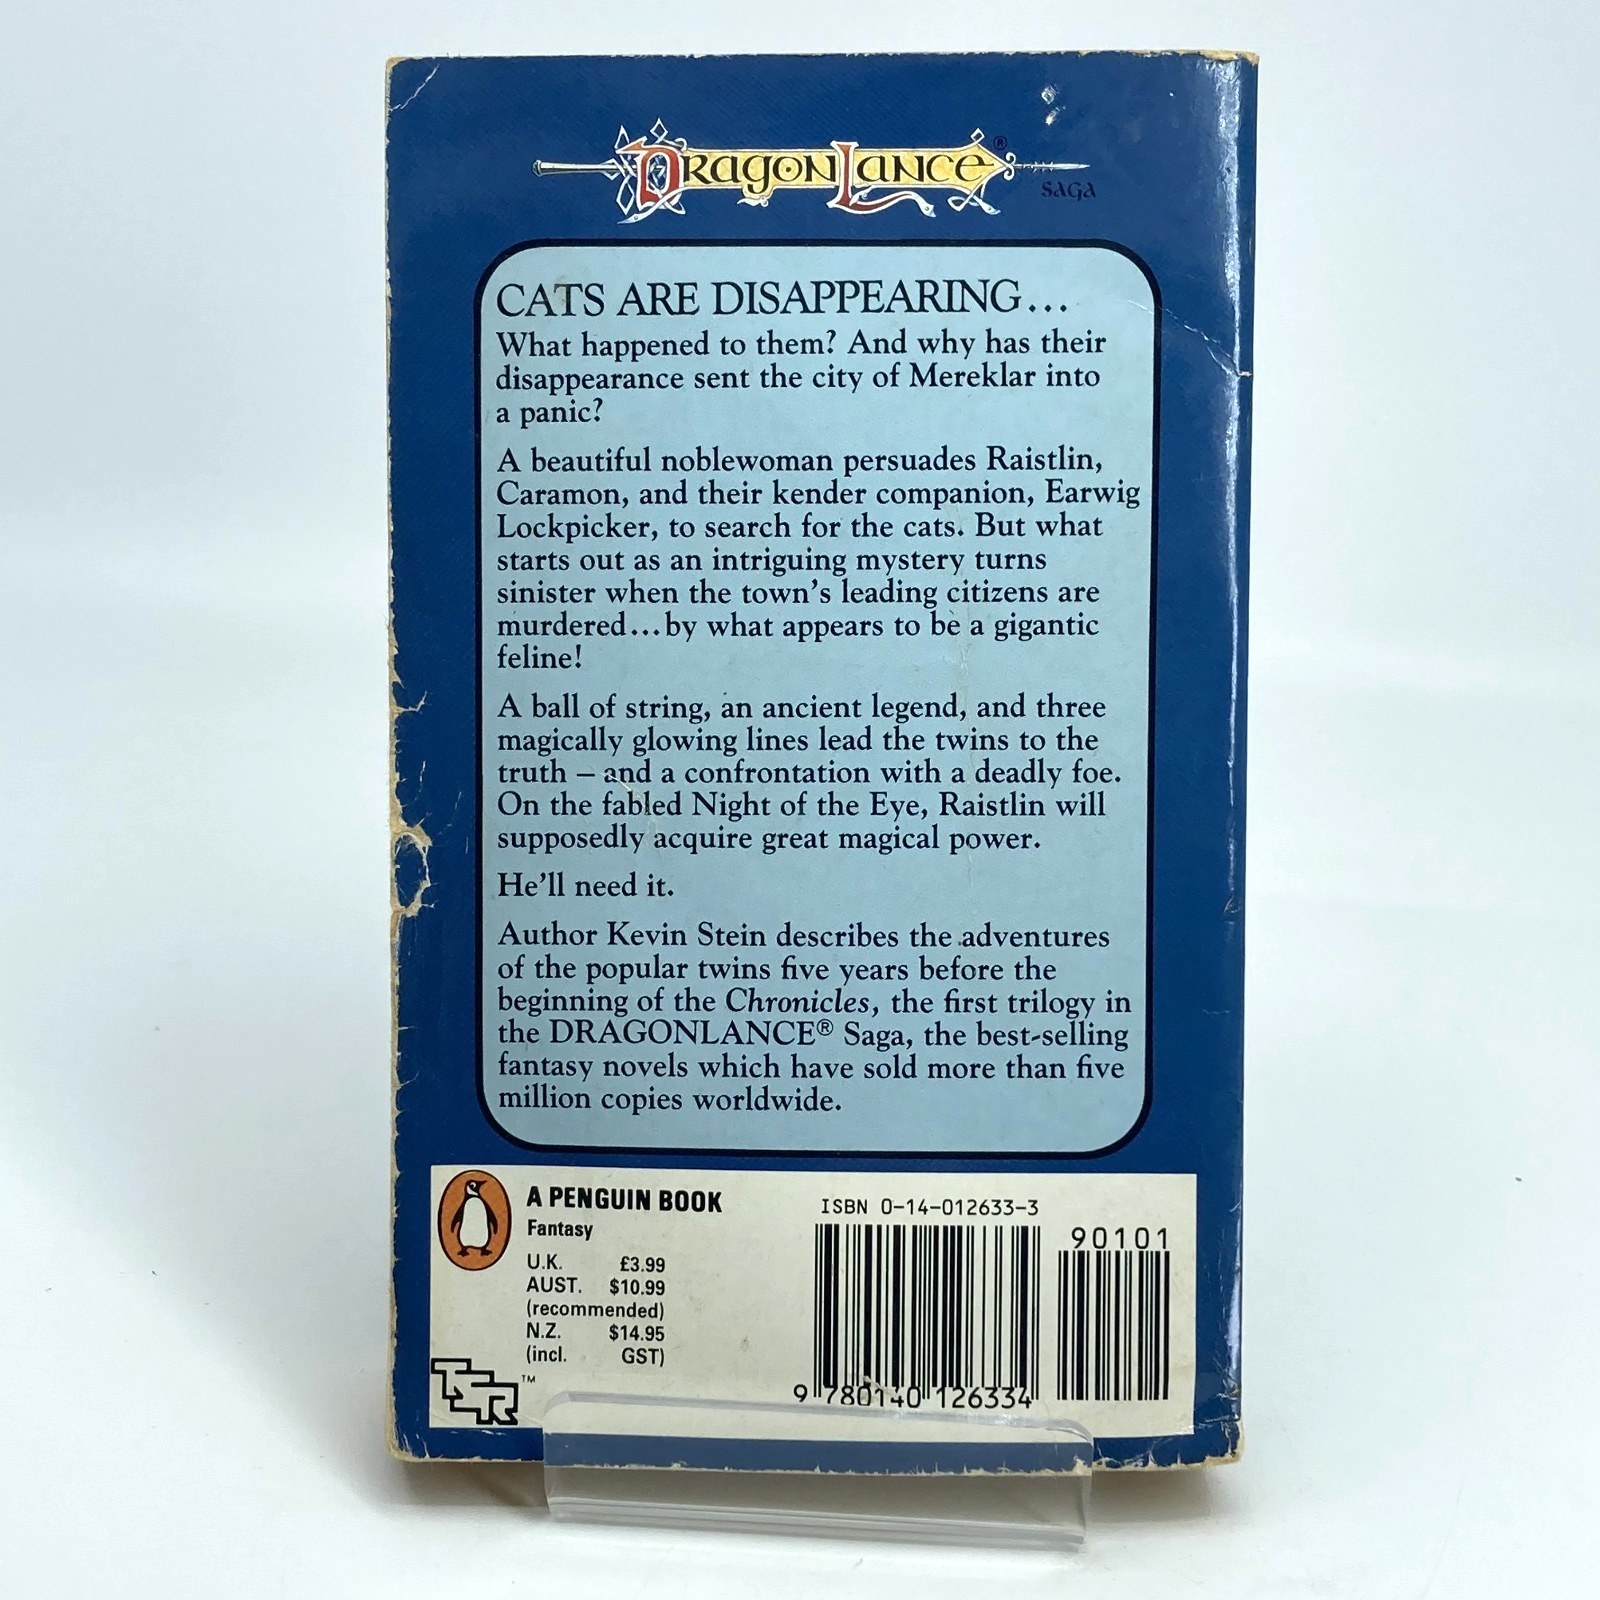 DRAGONLANCE®
SAGA
CATS ARE DISAPPEARING...
What happened to them? And why has their
disappearance sent the city of Mereklar into
a panic?
A beautiful noblewoman persuades Raistlin,
Caramon, and their kender companion, Earwig
Lockpicker, to search for the cats. But what
starts out as an intriguing mystery turns
sinister when the town's leading citizens are
murdered...by what appears to be a gigantic
feline!
A ball of string, an ancient legend, and three
magically glowing lines lead the twins to the
truth – and a confrontation with a deadly foe.
On the fabled Night of the Eye, Raistlin will
supposedly acquire great magical power.
He'll need it.
Author Kevin Stein describes the adventures
of the popular twins five years before the
beginning of the Chronicles, the first trilogy in
the DRAGONLANCE® Saga, the best-selling
fantasy novels which have sold more than five
million copies worldwide.
A PENGUIN BOOK
Fantasy
U.K. £3.99
AUST. $10.99
(recommended)
N.Z. $14.95
(incl. GST)
TSR™
ISBN 0-14-012633-3
90101
9 780140 126334